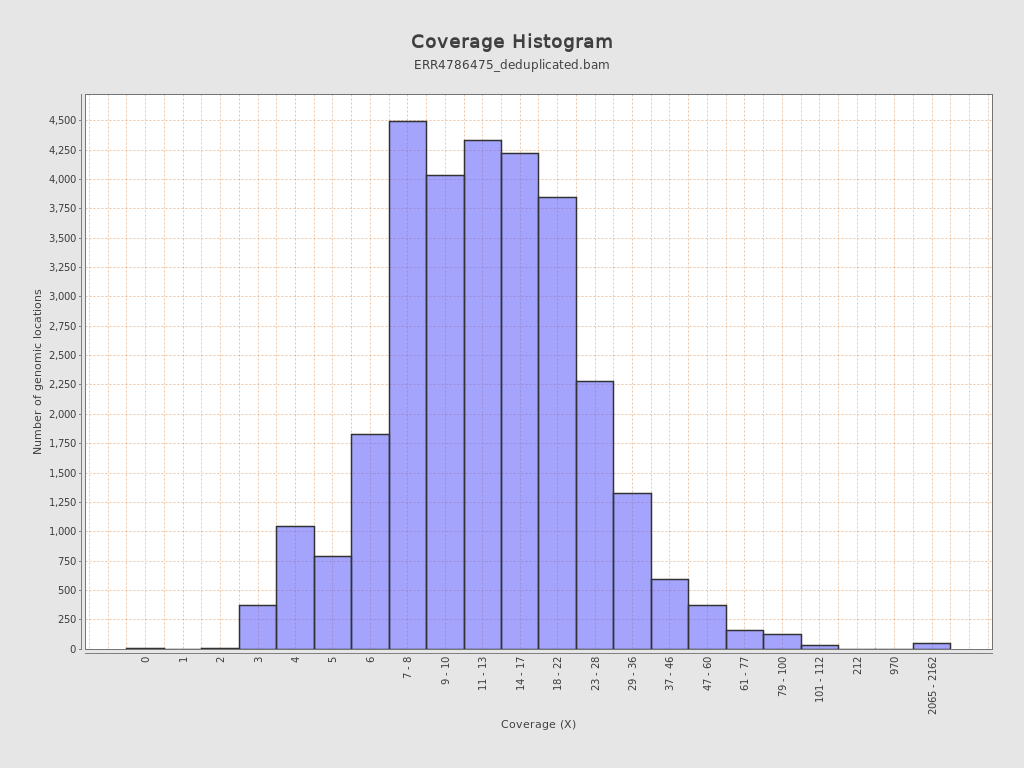 Coverage Histogram
ERR4786475_deduplicated.bam
Number of genomic locations
4,500
4,250
4,000
3,750
3,500
3,250
3,000
2,750
2,500
2,250
2,000
1,750
1,500
1,250
1,000
750
500
250
0
0
1
2
3
4
5
6
7 - 8
9 - 10
11 - 13
14 - 17
18 - 22
23 - 28
29 - 36
37 - 46
47 - 60
61 - 77
79 - 100
101 - 112
212
970
2065 - 2162
Coverage (X)